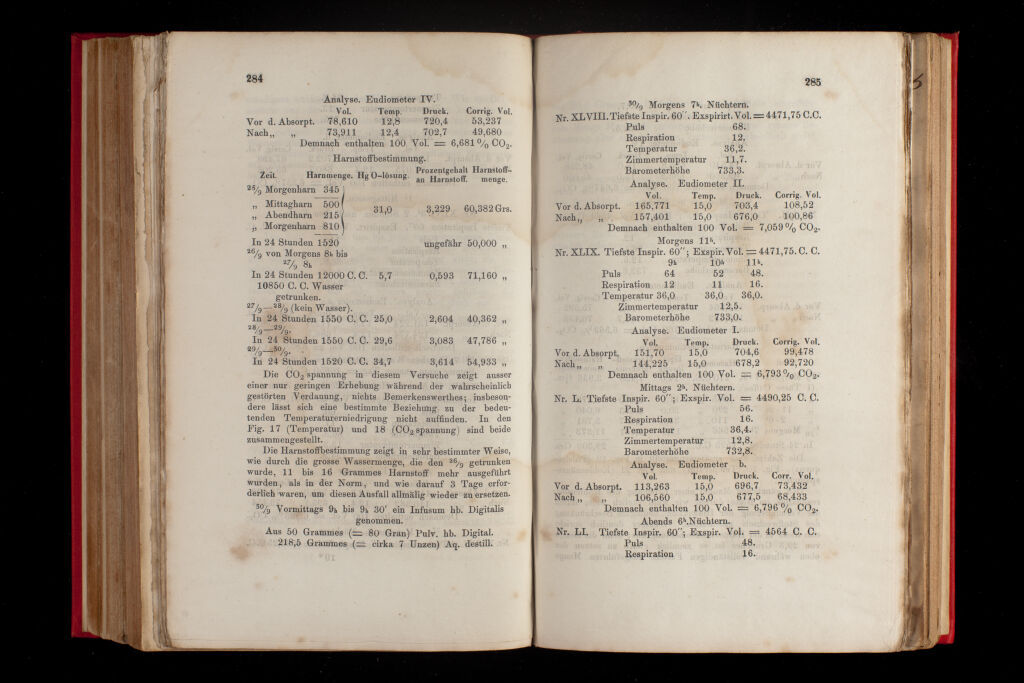 284
Analyse. Eudiometer IV.
Vol. Temp. Druck. Corrig. Vol.
Vor d. Absorpt. 78,610 12,8 720,4 53,237
Nach „ „ 73,911 12,4 702,7 49,680
Demnach enthalten 100 Vol. = 6,681 % CO₂.
Harnstoffbestimmung.
Zeit. Harnmenge. Hg O-lösung. Prozentgehalt an Harnstoff. Harnstoff-menge.
26/9 Morgenharn 345
„ Mittagharn 500
„ Abendharn 215 31,0 3,229 60,382 Grs.
„ Morgenharn 810
In 24 Stunden 1520 ungefähr 50,000 „
26/9 von Morgens 8h bis
27/9 8h
In 24 Stunden 12000 C. C. 5,7 0,593 71,160 „
10850 C. C. Wasser
getrunken.
27/9—28/9 (kein Wasser).
In 24 Stunden 1550 C. C. 25,0 2,604 40,362 „
28/9—29/9.
In 24 Stunden 1550 C. C. 29,6 3,083 47,786 „
29/9—30/9.
In 24 Stunden 1520 C. C. 34,7 3,614 54,933 „
Die CO₂ spannung in diesem Versuche zeigt ausser
einer nur geringen Erhebung während der wahrscheinlich
gestörten Verdauung, nichts Bemerkenswerthes; insbeson-
dere lässt sich eine bestimmte Beziehung zu der bedeu-
tenden Temperaturerniedrigung nicht auffinden. In den
Fig. 17 (Temperatur) und 18 (CO₂ spannung) sind beide
zusammengestellt.
Die Harnstoffbestimmung zeigt in sehr bestimmter Weise,
wie durch die grosse Wassermenge, die den 26/9 getrunken
wurde, 11 bis 16 Grammes Harnstoff mehr ausgeführt
wurden, als in der Norm, und wie darauf 3 Tage erfor-
derlich waren, um diesen Ausfall allmälig wieder zu ersetzen.
30/9 Vormittags 9h bis 9h 30′ ein Infusum hb. Digitalis
genommen.
Aus 50 Grammes (= 80 Gran) Pulv. hb. Digital.
218,5 Grammes (= cirka 7 Unzen) Aq. destill.
285
30/9 Morgens 7h. Nüchtern.
Nr. XLVIII. Tiefste Inspir. 60″. Exspirirt. Vol. = 4471,75 C.C.
Puls 68.
Respiration 12.
Temperatur 36,2.
Zimmertemperatur 11,7.
Barometerhöhe 733,3.
Analyse. Eudiometer II.
Vol. Temp. Druck. Corrig. Vol.
Vor d. Absorpt. 165,771 15,0 703,4 108,52
Nach „ „ 157,401 15,0 676,0 100,86
Demnach enthalten 100 Vol. = 7,059 % CO₂.
Morgens 11h.
Nr. XLIX. Tiefste Inspir. 60″; Exspir. Vol. = 4471,75. C. C.
9h 10h 11h.
Puls 64 52 48.
Respiration 12 11 16.
Temperatur 36,0 36,0 36,0.
Zimmertemperatur 12,5.
Barometerhöhe 733,0.
Analyse. Eudiometer I.
Vol. Temp. Druck. Corrig. Vol.
Vor d. Absorpt. 151,70 15,0 704,6 99,478
Nach „ „ 144,225 15,0 678,2 92,720
Demnach enthalten 100 Vol. = 6,793 % CO₂.
Mittags 2h. Nüchtern.
Nr. L. Tiefste Inspir. 60″; Exspir. Vol. = 4490,25 C. C.
Puls 56.
Respiration 16.
Temperatur 36,4.
Zimmertemperatur 12,8.
Barometerhöhe 732,8.
Analyse. Eudiometer b.
Vol. Temp. Druck. Corr. Vol.
Vor d. Absorpt. 113,263 15,0 696,7 73,432
Nach „ „ 106,560 15,0 677,5 68,433
Demnach enthalten 100 Vol. = 6,796 % CO₂.
Abends 6h. Nüchtern.
Nr. LI. Tiefste Inspir. 60″; Exspir. Vol. = 4564 C. C.
Puls 48.
Respiration 16.